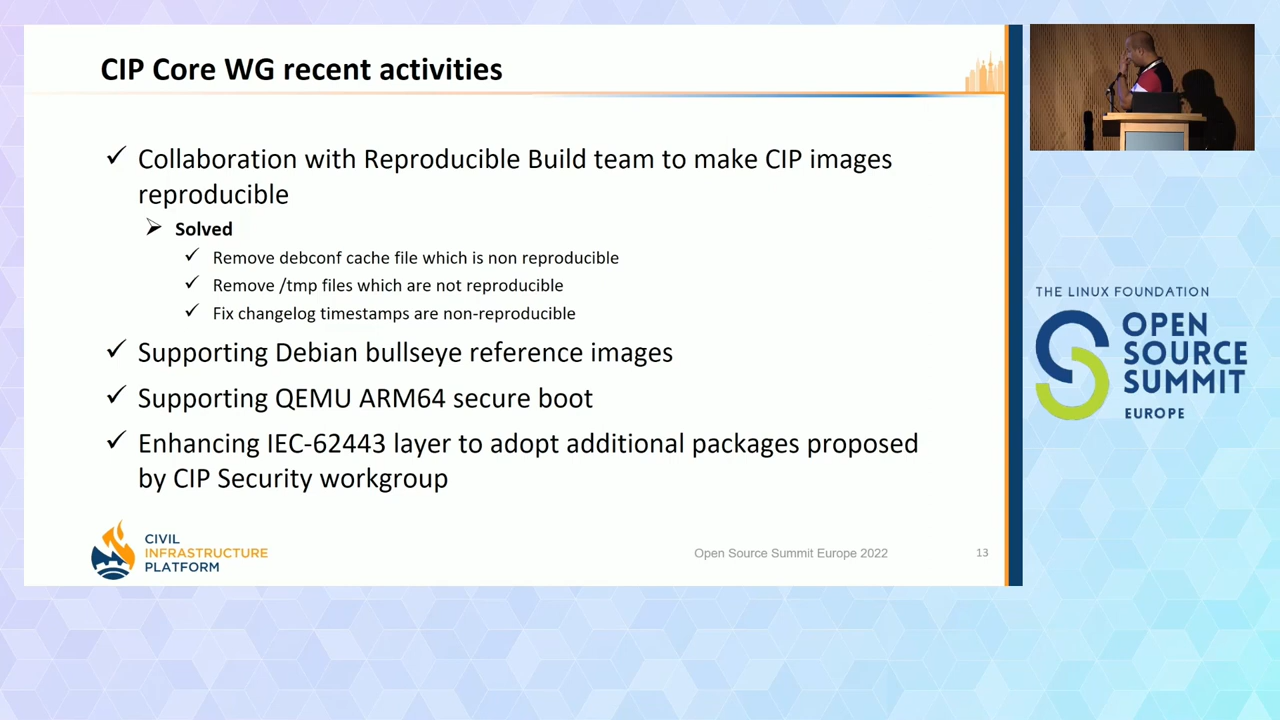 CIP Core WG recent activities
Collaboration with Reproducible Build team to make CIP images
reproducible
Solved
Remove debconf cache file which is non reproducible
Remove /tmp files which are not reproducible
Fix changelog timestamps are non-reproducible
Supporting Debian bullseye reference images
Supporting QEMU ARM64 secure boot
Enhancing IEC-62443 layer to adopt additional packages proposed
by CIP Security workgroup
CIVIL
INFRASTRUCTURE
PLATFORM
Open Source Summit Europe 2022
13
THE LINUX FOUNDATION
OPEN
SOURCE
SUMMIT
EUROPE